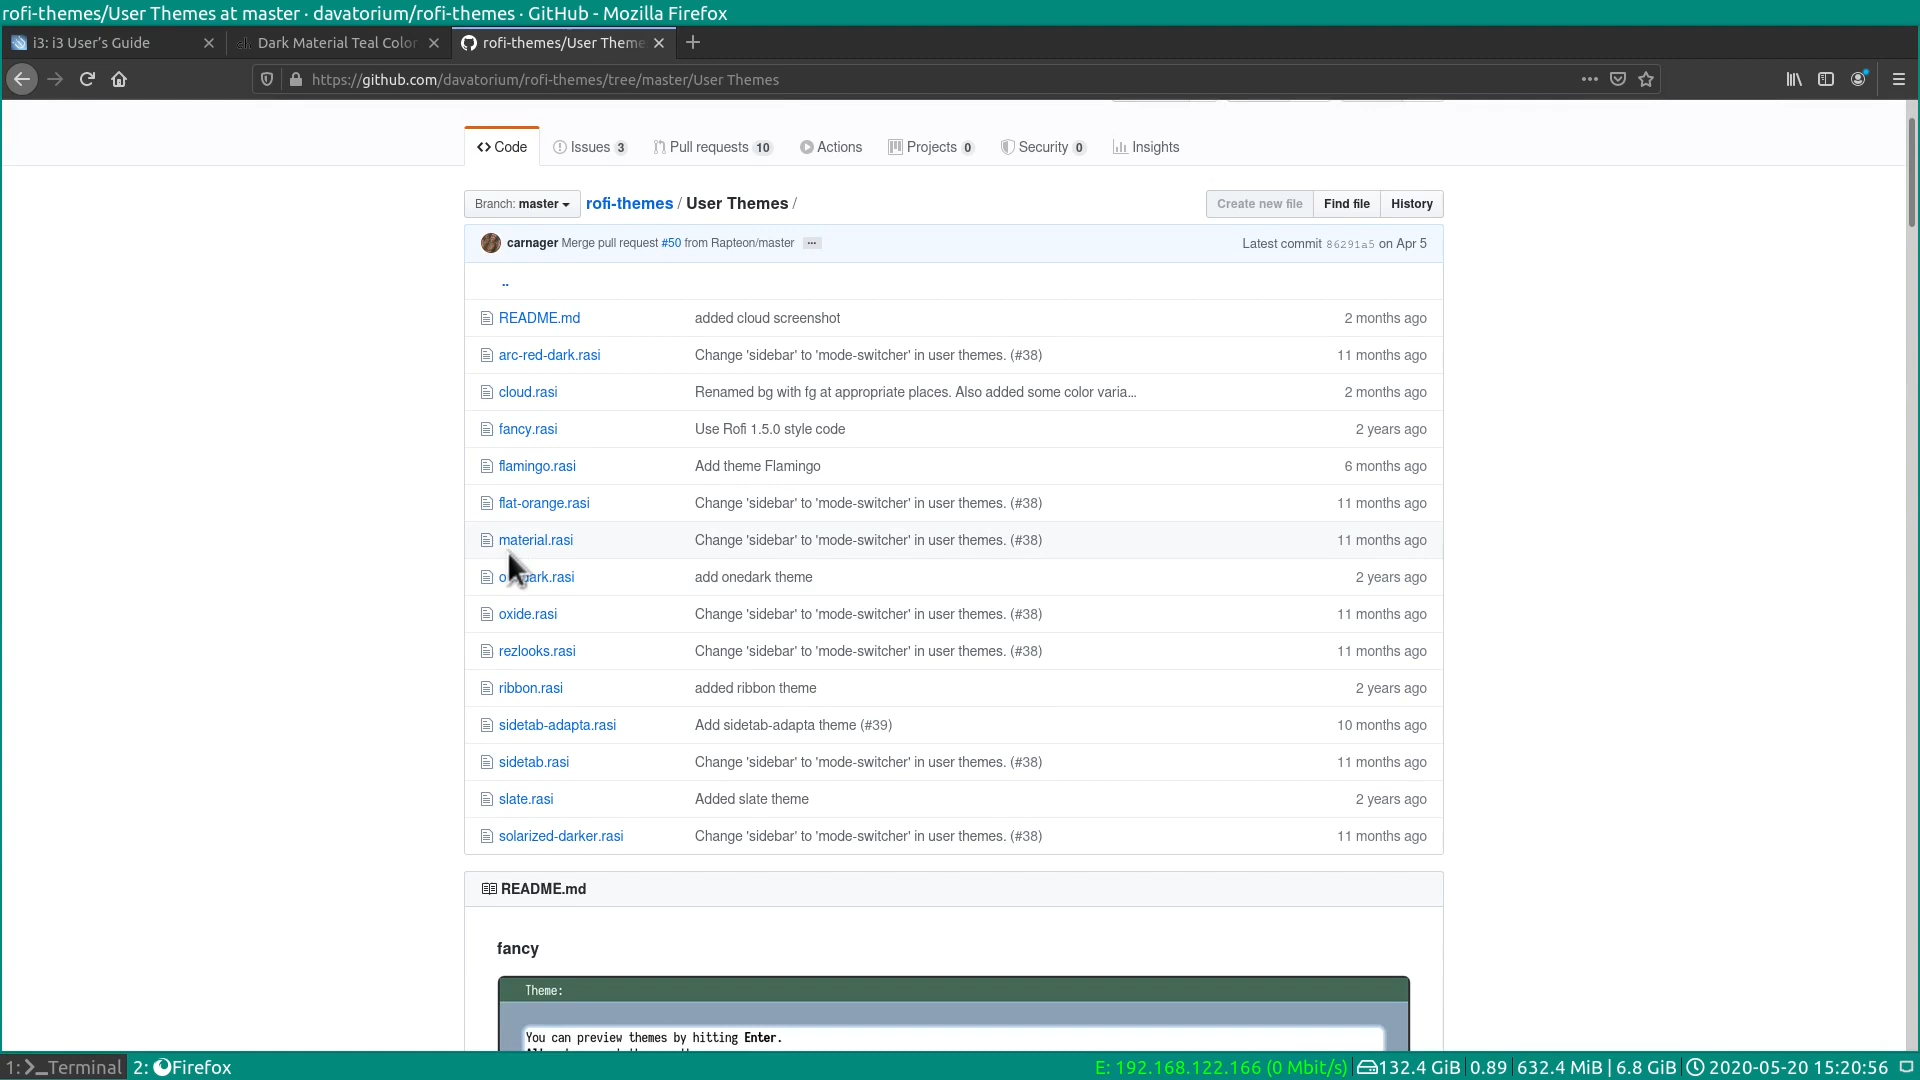 rofi-themes/User Themes at master · davatorium/rofi-themes · GitHub - Mozilla Firefox
i3: i3 User’s Guide
Dark Material Teal Color
rofi-themes/User Theme
https://github.com/davatorium/rofi-themes/tree/master/User Themes
Code
Issues 3
Pull requests 10
Actions
Projects 0
Security 0
Insights
Branch: master
rofi-themes / User Themes /
Create new file
Find file
History
carnager Merge pull request #50 from Rapteon/master ...
Latest commit 86291a5 on Apr 5
..
README.md added cloud screenshot 2 months ago
arc-red-dark.rasi Change 'sidebar' to 'mode-switcher' in user themes. (#38) 11 months ago
cloud.rasi Renamed bg with fg at appropriate places. Also added some color varia... 2 months ago
fancy.rasi Use Rofi 1.5.0 style code 2 years ago
flamingo.rasi Add theme Flamingo 6 months ago
flat-orange.rasi Change 'sidebar' to 'mode-switcher' in user themes. (#38) 11 months ago
material.rasi Change 'sidebar' to 'mode-switcher' in user themes. (#38) 11 months ago
add onedark theme 2 years ago
oxide.rasi Change 'sidebar' to 'mode-switcher' in user themes. (#38) 11 months ago
rezlooks.rasi Change 'sidebar' to 'mode-switcher' in user themes. (#38) 11 months ago
ribbon.rasi added ribbon theme 2 years ago
sidetab-adapta.rasi Add sidetab-adapta theme (#39) 10 months ago
sidetab.rasi Change 'sidebar' to 'mode-switcher' in user themes. (#38) 11 months ago
slate.rasi Added slate theme 2 years ago
solarized-darker.rasi Change 'sidebar' to 'mode-switcher' in user themes. (#38) 11 months ago
README.md
fancy
Theme:
You can preview themes by hitting Enter.
1: Terminal 2: Firefox
E: 192.168.122.166 (0 Mbit/s) 132.4 GiB 0.89 632.4 MiB | 6.8 GiB 2020-05-20 15:20:56